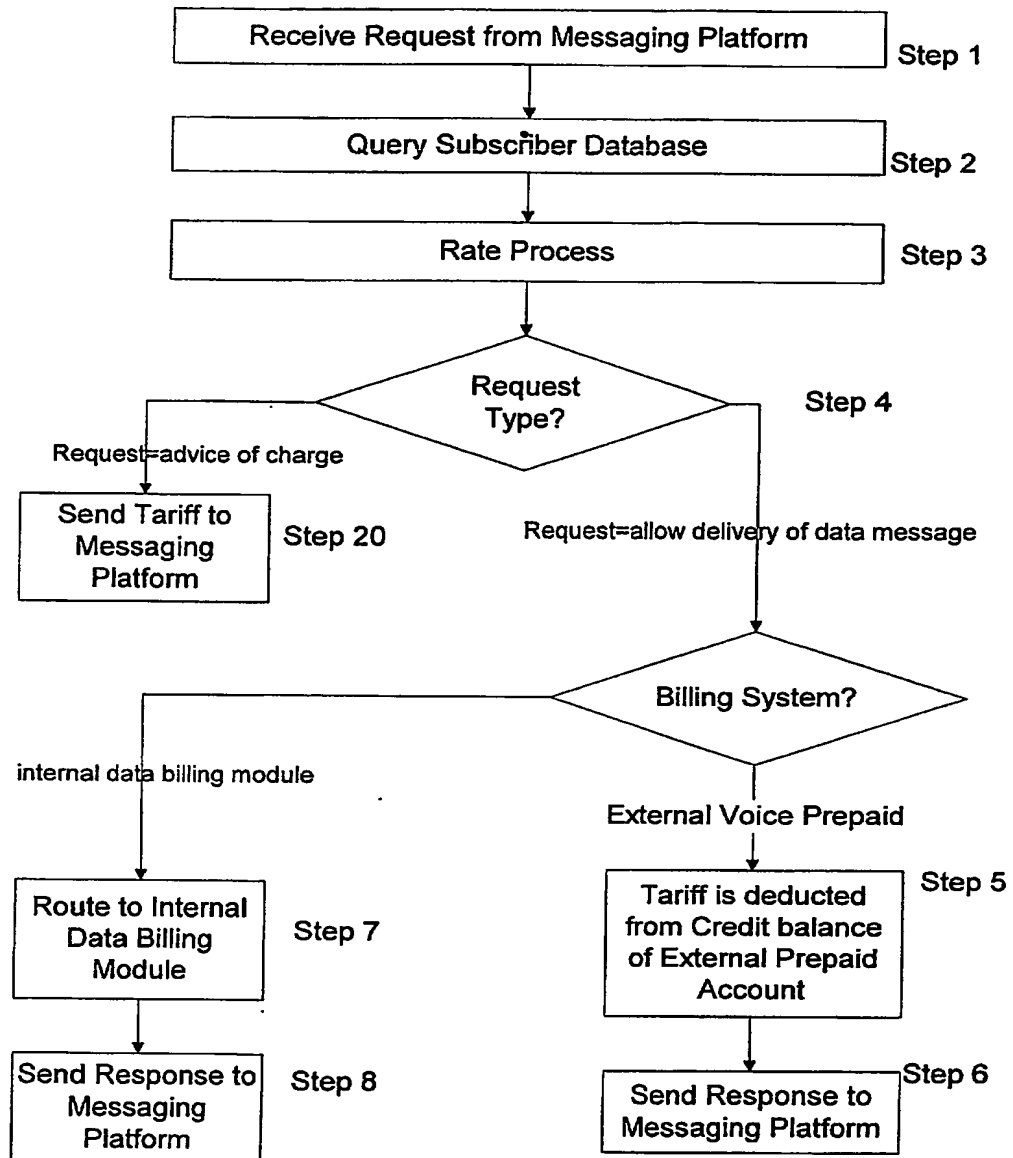 Receive Request from Messaging Platform
Step 1
Query Subscriber Database
Step 2
Rate Process
Step 3
Request
Type?
Step 4
Request=advice of charge
Send Tariff to
Messaging
Platform
Step 20
Request=allow delivery of data message
Billing System?
internal data billing module
External Voice Prepaid
Route to Internal
Data Billing
Module
Step 7
Tariff is deducted
from Credit balance
of External Prepaid
Account
Step 5
Send Response to
Messaging
Platform
Step 8
Send Response to
Messaging Platform
Step 6